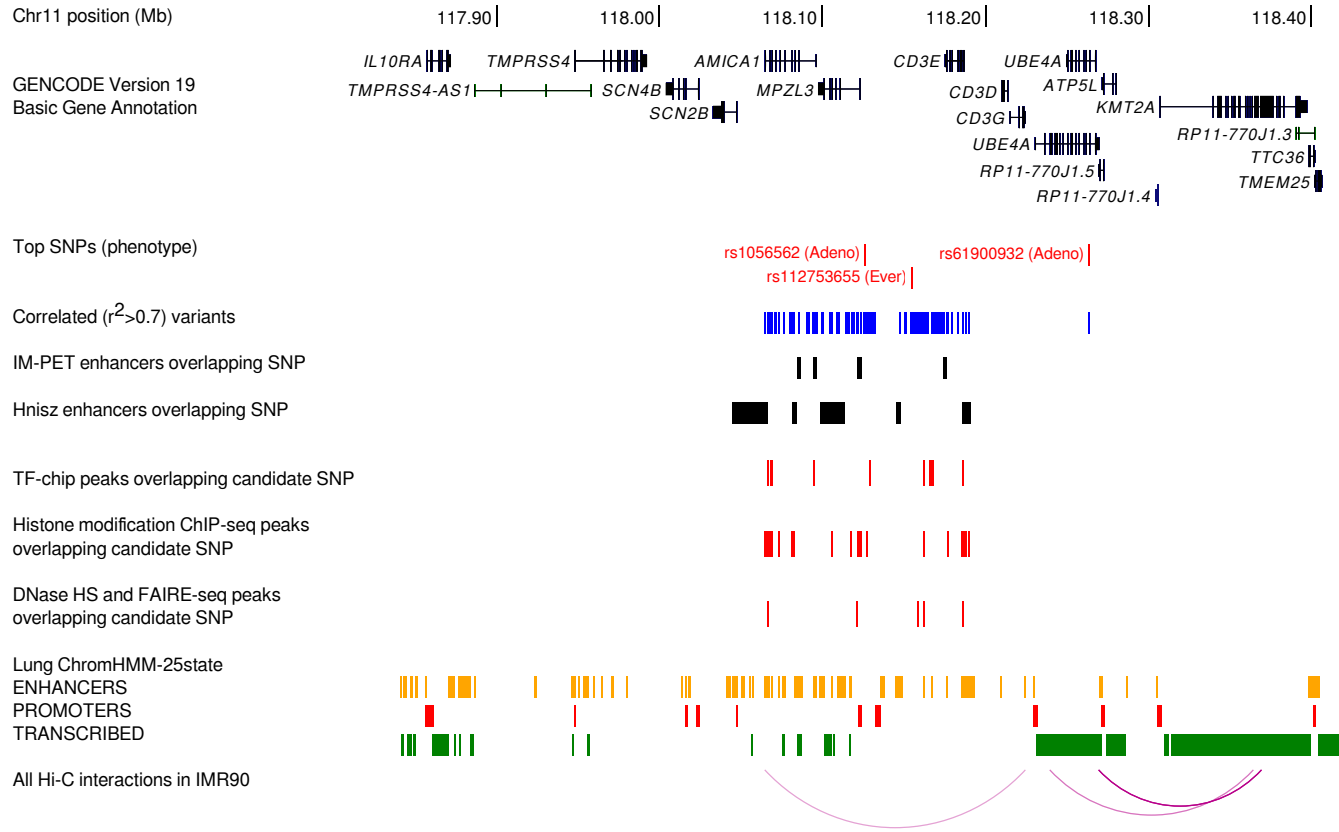 Chr11 position (Mb) 117.90 118.00 118.10 118.20 118.30 118.40
IL10RA TMPRSS4 AMICA1 CD3E UBE4A
GENCODE Version 19
Basic Gene Annotation
TMPRSS4-AS1 SCN4B MPZL3 CD3D ATP5L
SCN2B CD3G KMT2A
UBE4A RP11-770J1.3
RP11-770J1.5 TTC36
RP11-770J1.4 TMEM25
Top SNPs (phenotype)
rs1056562 (Adeno) rs61900932 (Adeno)
rs112753655 (Ever)
Correlated (r2>0.7) variants
IM-PET enhancers overlapping SNP
Hnisz enhancers overlapping SNP
TF-chip peaks overlapping candidate SNP
Histone modification ChIP-seq peaks
overlapping candidate SNP
DNase HS and FAIRE-seq peaks
overlapping candidate SNP
Lung ChromHMM-25state
ENHANCERS
PROMOTERS
TRANSCRIBED
All Hi-C interactions in IMR90